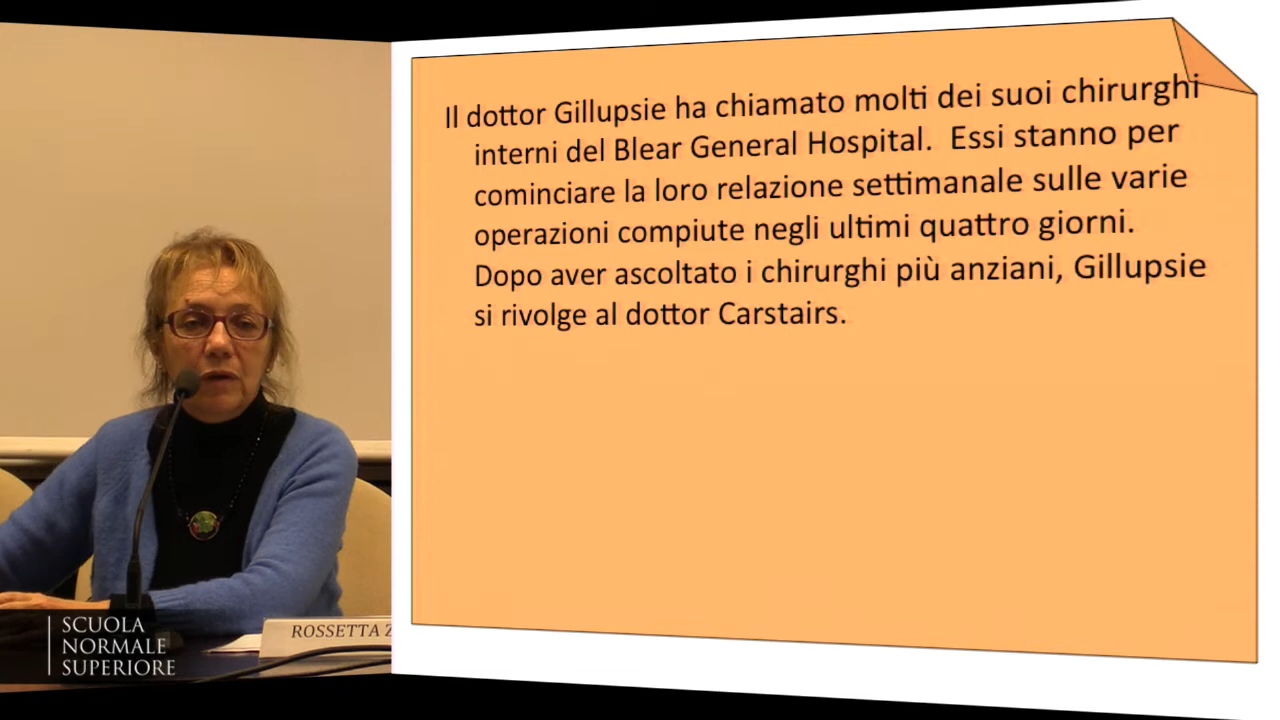 Il dottor Gillupsie ha chiamato molti dei suoi chirurghi
interni del Blear General Hospital. Essi stanno per
cominciare la loro relazione settimanale sulle varie
operazioni compiute negli ultimi quattro giorni.
Dopo aver ascoltato i chirurghi più anziani, Gillupsie
si rivolge al dottor Carstairs.
SCUOLA
NORMALE
SUPERIORE
ROSSETTA Z